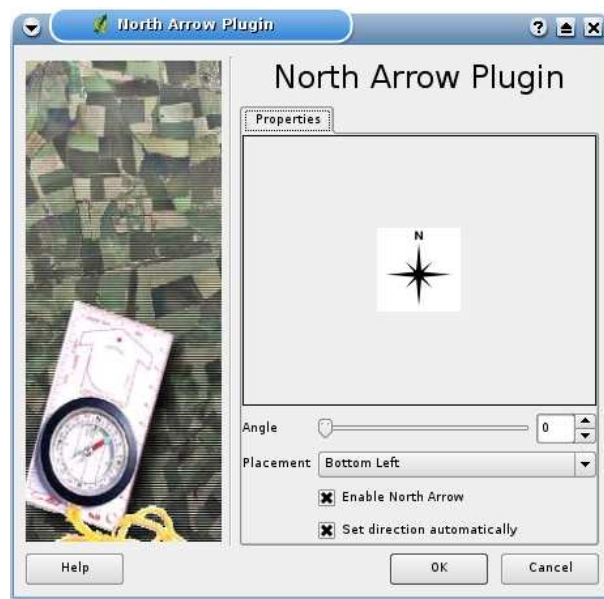 North Arrow Plugin
?
North Arrow Plugin
Properties
N
Angle
0
Placement
Bottom Left
Enable North Arrow
Set direction automatically
Help
OK
Cancel